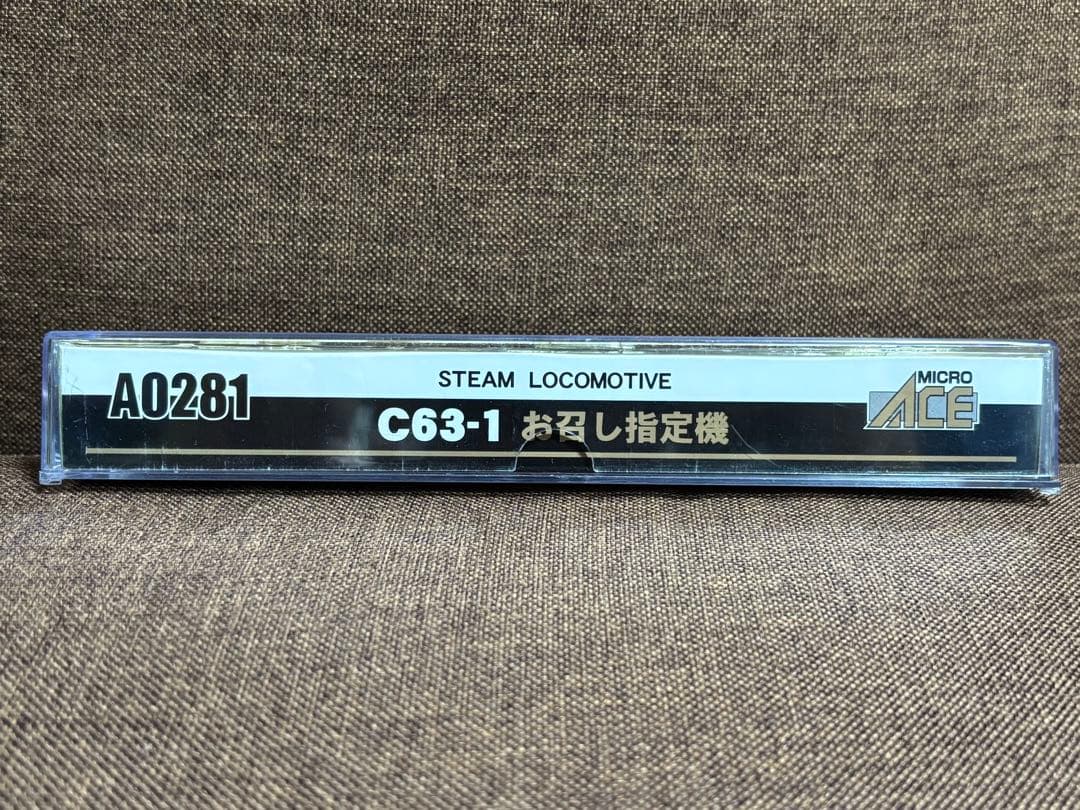 A0281
STEAM LOCOMOTIVE
C63-1 お召し指定機
MICRO
ACE